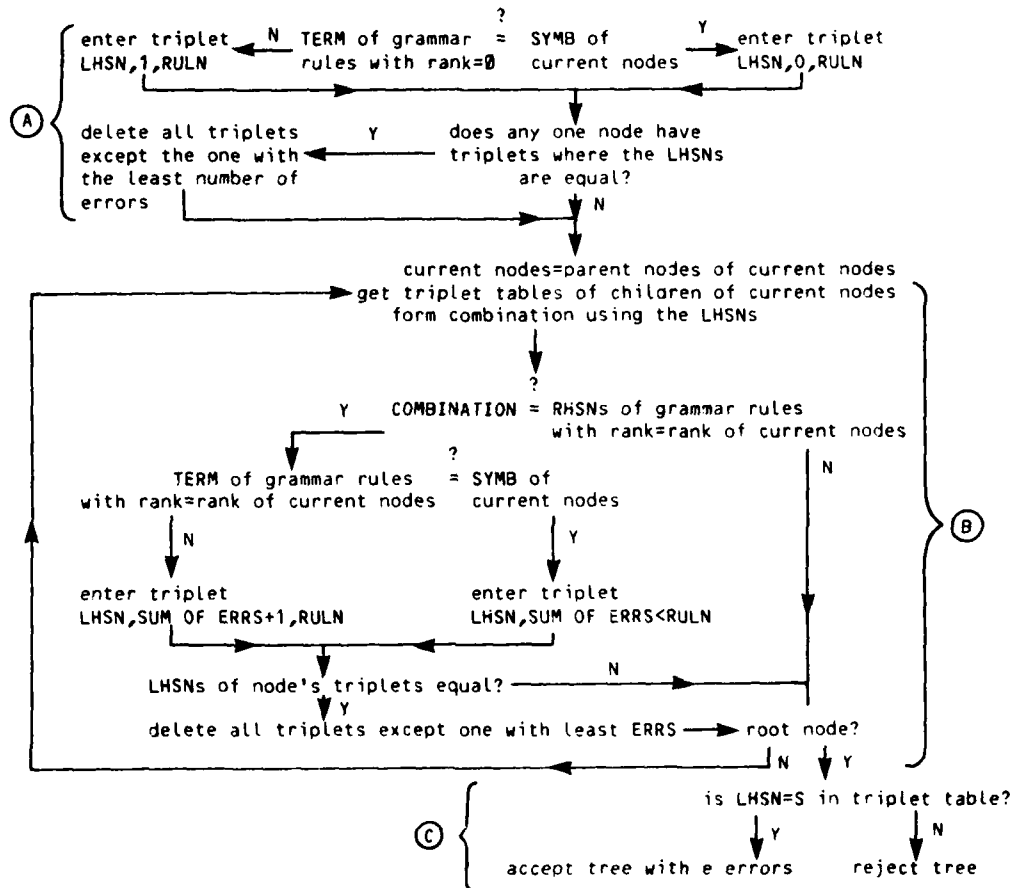 ?
enter triplet N TERM of grammar = SYMB of Y enter triplet
LHSN,1,RULN rules with rank=0 current nodes LHSN,0,RULN
A
delete all triplets Y does any one node have
except the one with triplets where the LHSNs
the least number of are equal?
errors N
current nodes=parent nodes of current nodes
get triplet tables of children of current nodes
form combination using the LHSNs
?
Y COMBINATION = RHSNs of grammar rules
with rank=rank of current nodes
?
TERM of grammar rules = SYMB of N
with rank=rank of current nodes current nodes
B
N Y
enter triplet enter triplet
LHSN,SUM OF ERRS+1,RULN LHSN,SUM OF ERRS<RULN
LHSNs of node's triplets equal? N
Y
delete all triplets except one with least ERRS root node?
N Y
is LHSN=S in triplet table?
C
Y N
accept tree with e errors reject tree